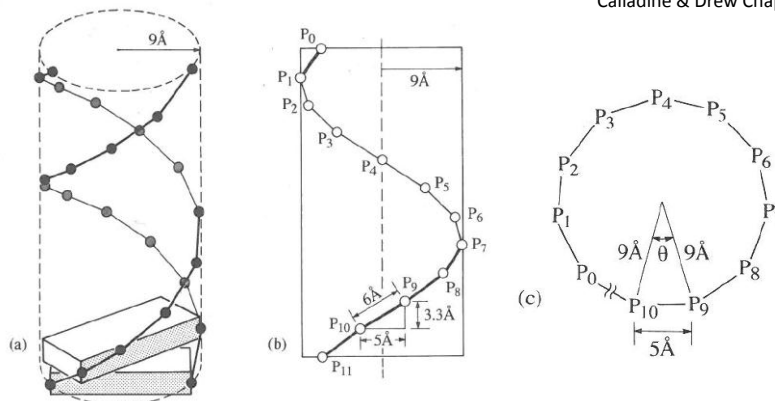 Calladine & Drew Chap
9Å
(a)
P0
P1
P2
P3
P4
P5
P6
P7
P8
P9
P10
P11
9Å
6Å
3.3Å
5Å
(b)
P4
P3
P5
P2
P6
P1
P
P0
P8
P10
P9
9Å
θ
9Å
5Å
(c)